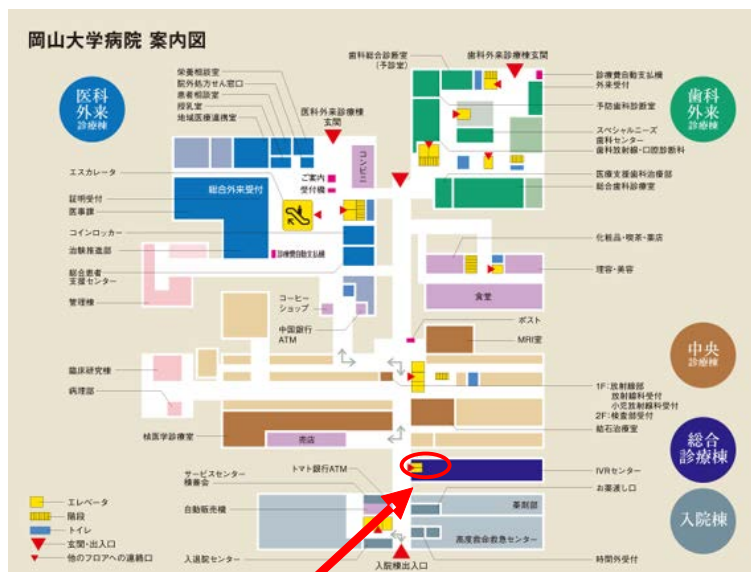 岡山大学病院 案内図
医科
外来
診療棟
栄養相談室
院外処方せん窓口
患者相談室
授乳室
地域医療連携室
医科外来診療棟
玄関
エスカレータ
証明受付
医事課
コインロッカー
治験推進部
総合患者
支援センター
管理棟
総合外来受付
ご案内
受付機
コンビニ
診療費自動支払機
コーヒー
ショップ
中国銀行
ATM
歯科総合診断室
(予診室)
歯科外来診療棟玄関
診療費自動支払機
外来受付
予防歯科診断室
スペシャルニーズ
歯科センター
歯科放射線・口腔診断科
医療支援歯科治療部
総合歯科診療室
歯科
外来
診療棟
化粧品・喫茶・薬店
理容・美容
食堂
ポスト
MRI室
中央
診療棟
臨床研究棟
病理部
1F:放射線部
放射線科受付
小児放射線科受付
2F:検査部受付
結石治療室
核医学診療室
売店
総合
診療棟
IVRセンター
お薬渡し口
サービスセンター
積善会
トマト銀行ATM
自動販売機
薬剤部
高度救命救急センター
入院棟
入退院センター
入院棟出入口
時間外受付
エレベータ
階段
トイレ
玄関・出入口
他のフロアへの連絡口